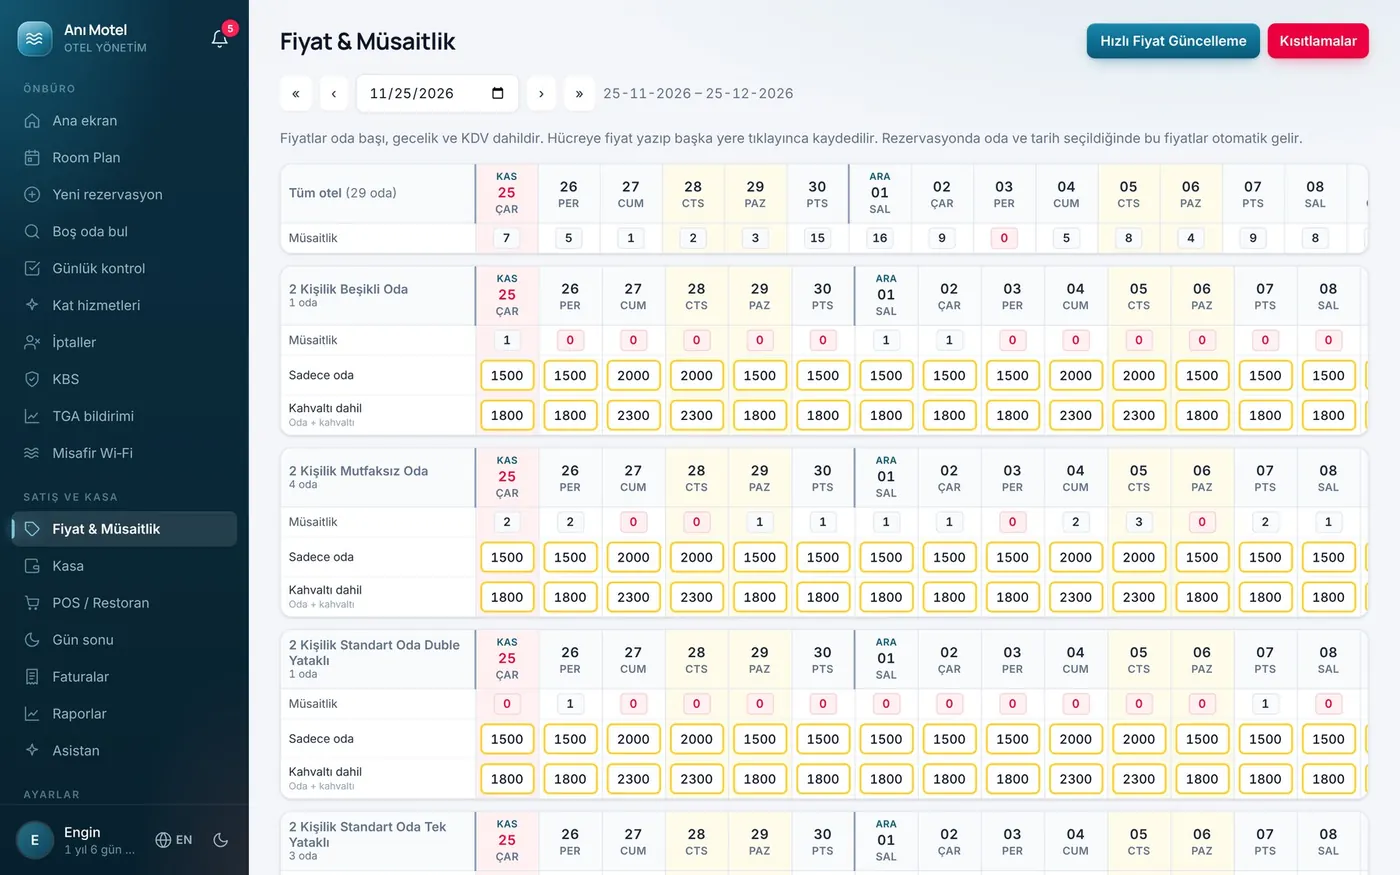 Anı Motel
OTEL YÖNETİM
5
ÖNBÜRO
Ana ekran
Room Plan
Yeni rezervasyon
Boş oda bul
Günlük kontrol
Kat hizmetleri
İptaller
KBS
TGA bildirimi
Misafir Wi-Fi
SATIŞ VE KASA
Fiyat & Müsaitlik
Kasa
POS / Restoran
Gün sonu
Faturalar
Raporlar
Asistan
AYARLAR
E
Engin
1 yıl 6 gün ...
EN
Fiyat & Müsaitlik
Hızlı Fiyat Güncelleme
Kısıtlamalar
« ‹ 11/25/2026 › » 25-11-2026 – 25-12-2026
Fiyatlar oda başı, gecelik ve KDV dahildir. Hücreye fiyat yazıp başka yere tıklayınca kaydedilir. Rezervasyonda oda ve tarih seçildiğinde bu fiyatlar otomatik gelir.
Tüm otel (29 oda)
KAS ARA
25 26 27 28 29 30 01 02 03 04 05 06 07 08
ÇAR PER CUM CTS PAZ PTS SAL ÇAR PER CUM CTS PAZ PTS SAL
Müsaitlik 7 5 1 2 3 15 16 9 0 5 8 4 9 8
2 Kişilik Beşikli Oda
1 oda
KAS ARA
25 26 27 28 29 30 01 02 03 04 05 06 07 08
ÇAR PER CUM CTS PAZ PTS SAL ÇAR PER CUM CTS PAZ PTS SAL
Müsaitlik 1 0 0 0 0 0 1 1 0 0 0 0 0 0
Sadece oda 1500 1500 2000 2000 1500 1500 1500 1500 1500 2000 2000 1500 1500 1500
Kahvaltı dahil 1800 1800 2300 2300 1800 1800 1800 1800 1800 2300 2300 1800 1800 1800
Oda + kahvaltı
2 Kişilik Mutfaksız Oda
4 oda
KAS ARA
25 26 27 28 29 30 01 02 03 04 05 06 07 08
ÇAR PER CUM CTS PAZ PTS SAL ÇAR PER CUM CTS PAZ PTS SAL
Müsaitlik 2 2 0 0 1 1 1 1 0 2 3 0 2 1
Sadece oda 1500 1500 2000 2000 1500 1500 1500 1500 1500 2000 2000 1500 1500 1500
Kahvaltı dahil 1800 1800 2300 2300 1800 1800 1800 1800 1800 2300 2300 1800 1800 1800
Oda + kahvaltı
2 Kişilik Standart Oda Duble
Yataklı
1 oda
KAS ARA
25 26 27 28 29 30 01 02 03 04 05 06 07 08
ÇAR PER CUM CTS PAZ PTS SAL ÇAR PER CUM CTS PAZ PTS SAL
Müsaitlik 0 1 0 0 0 0 0 0 0 0 0 0 1 0
Sadece oda 1500 1500 2000 2000 1500 1500 1500 1500 1500 2000 2000 1500 1500 1500
Kahvaltı dahil 1800 1800 2300 2300 1800 1800 1800 1800 1800 2300 2300 1800 1800 1800
Oda + kahvaltı
2 Kişilik Standart Oda Tek
Yataklı
3 oda
KAS ARA
25 26 27 28 29 30 01 02 03 04 05 06 07 08
ÇAR PER CUM CTS PAZ PTS SAL ÇAR PER CUM CTS PAZ PTS SAL